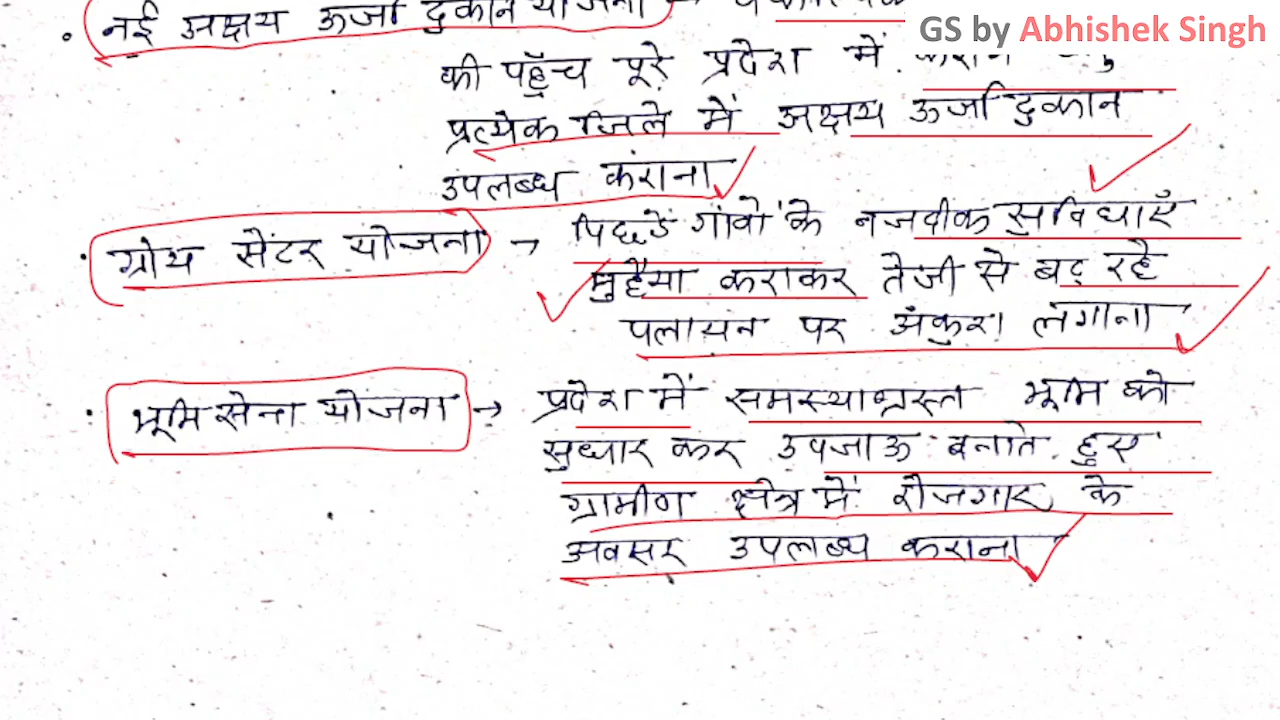 GS by Abhishek Singh
• नई अक्षय ऊर्जा दुकान योजना →
की पहुँच पूरे प्रदेश में
प्रत्येक जिले में अक्षय ऊर्जा दुकान
उपलब्ध कराना
• ग्रोथ सेंटर योजना → पिछड़े गांवों के नजदीक सुविधाएँ
मुहैया कराकर तेजी से बढ़ रहे
पलायन पर अंकुश लगाना
• भूमि सेना योजना → प्रदेश में समस्याग्रस्त भूमि को
सुधार कर उपजाऊ बनाते हुए
ग्रामीण क्षेत्र में रोजगार के
अवसर उपलब्ध कराना